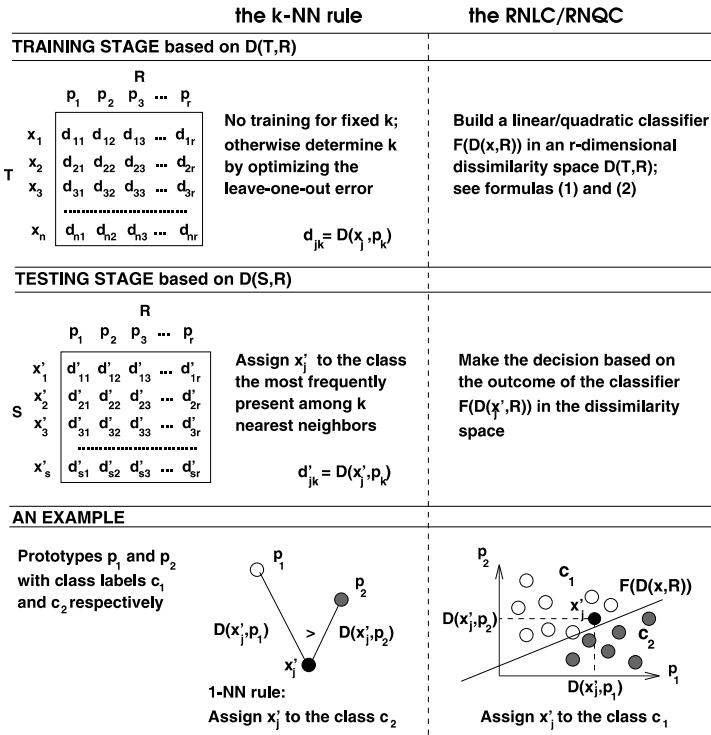 the k-NN rule
the RNLC/RNQC
TRAINING STAGE based on D(T,R)
R
p1 p2 p3 ... pr
T
x1 d11 d12 d13 ... d1r
x2 d21 d22 d23 ... d2r
x3 d31 d32 d33 ... d3r
xn dn1 dn2 dn3 ... dnr
No training for fixed k;
otherwise determine k
by optimizing the
leave-one-out error
djk = D(xj,pk)
Build a linear/quadratic classifier
F(D(x,R)) in an r-dimensional
dissimilarity space D(T,R);
see formulas (1) and (2)
TESTING STAGE based on D(S,R)
R
p1 p2 p3 ... pr
S
x'1 d'11 d'12 d'13 ... d'1r
x'2 d'21 d'22 d'23 ... d'2r
x'3 d'31 d'32 d'33 ... d'3r
x's d's1 d's2 d's3 ... d'sr
Assign x'j to the class
the most frequently
present among k
nearest neighbors
d'jk = D(x'j,pk)
Make the decision based on
the outcome of the classifier
F(D(x'j,R)) in the dissimilarity
space
AN EXAMPLE
Prototypes p1 and p2
with class labels c1
and c2 respectively
p1
p2
D(x'j,p1) > D(x'j,p2)
x'j
1-NN rule:
Assign x'j to the class c2
p2
c1
F(D(x,R))
x'j
D(x'j,p2)
c2
p1
D(x'j,p1)
Assign x'j to the class c1